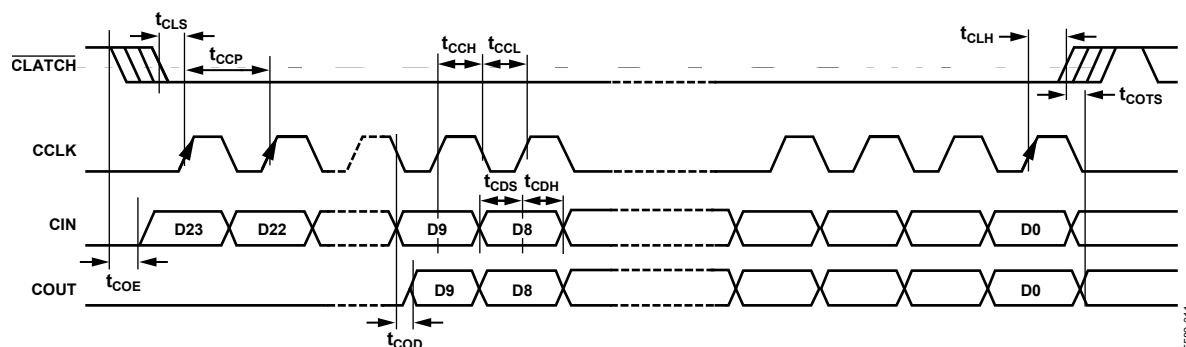 tCLS
tCCP
tCCH
tCCL
tCLH
CLATCH
tCOTS
CCLK
tCDS
tCDH
CIN
D23
D22
D9
D8
D0
tCOE
COUT
D9
D8
D0
tCOD